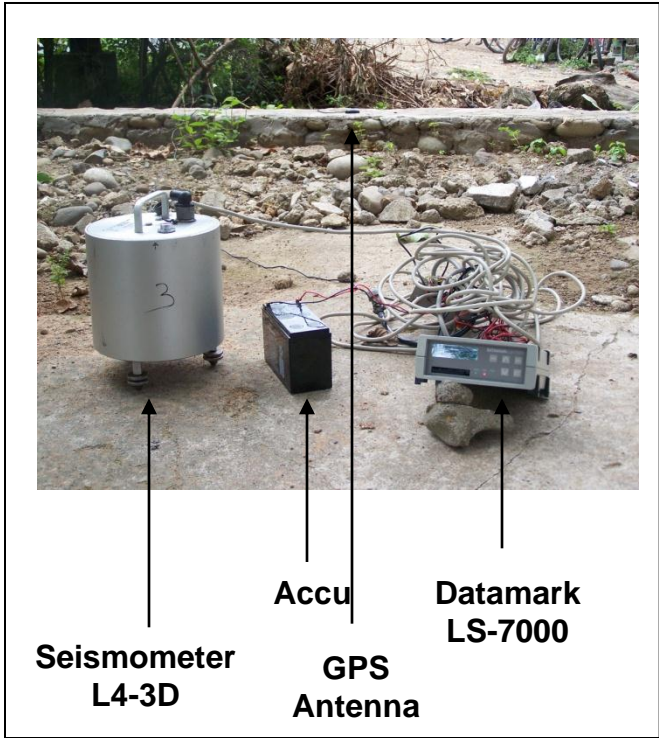 3
Accu
Datamark
LS-7000
Seismometer
L4-3D
GPS
Antenna